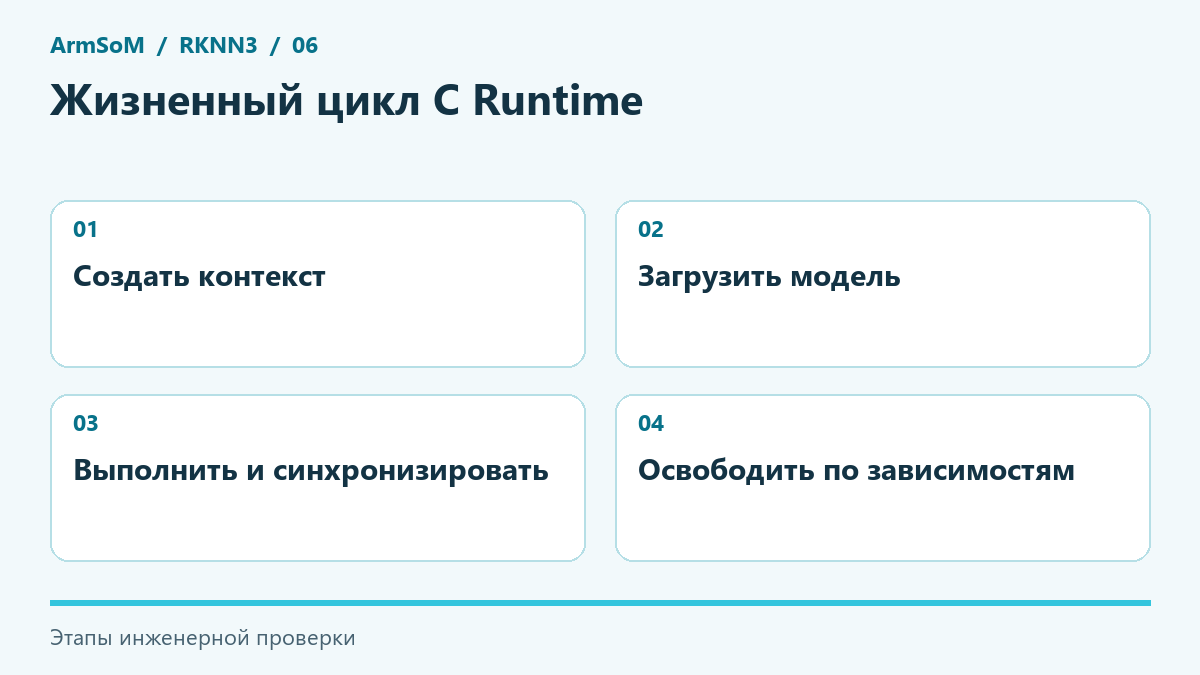 ArmSoM / RKNN3 / 06
Жизненный цикл C Runtime
01
Создать контекст
02
Загрузить модель
03
Выполнить и синхронизировать
04
Освободить по зависимостям
Этапы инженерной проверки